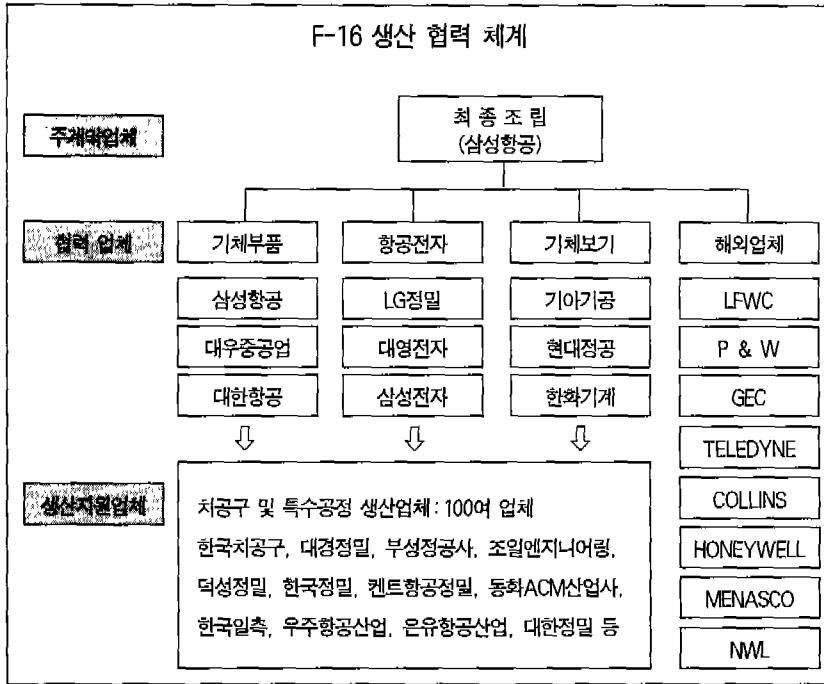 F-16 생산 협력 체계
주계약업체
최 종 조 립
(삼성항공)
협력 업체
기체부품
항공전자
기체보기
해외업체
삼성항공
LG정밀
기아기공
LFWC
대우중공업
대영전자
현대정공
P & W
대한항공
삼성전자
한화기계
GEC
TELEDYNE
생산지원업체
치공구 및 특수공정 생산업체 : 100여 업체
COLLINS
한국치공구, 대경정밀, 부성정공사, 조일엔지니어링,
HONEYWELL
덕성정밀, 한국정밀, 켄트항공정밀, 동화ACM산업사,
MENASCO
한국일측, 우주항공산업, 은유항공산업, 대한정밀 등
NWL